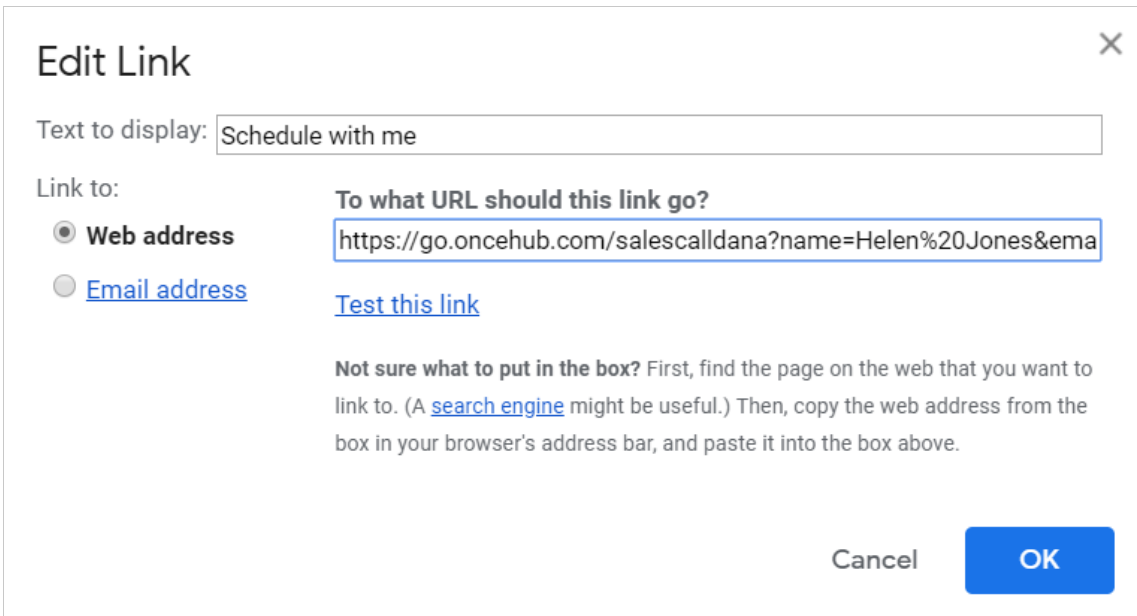 Edit Link
Text to display: Schedule with me
Link to:
Web address
Email address
To what URL should this link go?
https://go.oncehub.com/salescalldana?name=Helen%20Jones&ema
Test this link
Not sure what to put in the box? First, find the page on the web that you want to
link to. (A search engine might be useful.) Then, copy the web address from the
box in your browser's address bar, and paste it into the box above.
Cancel
OK